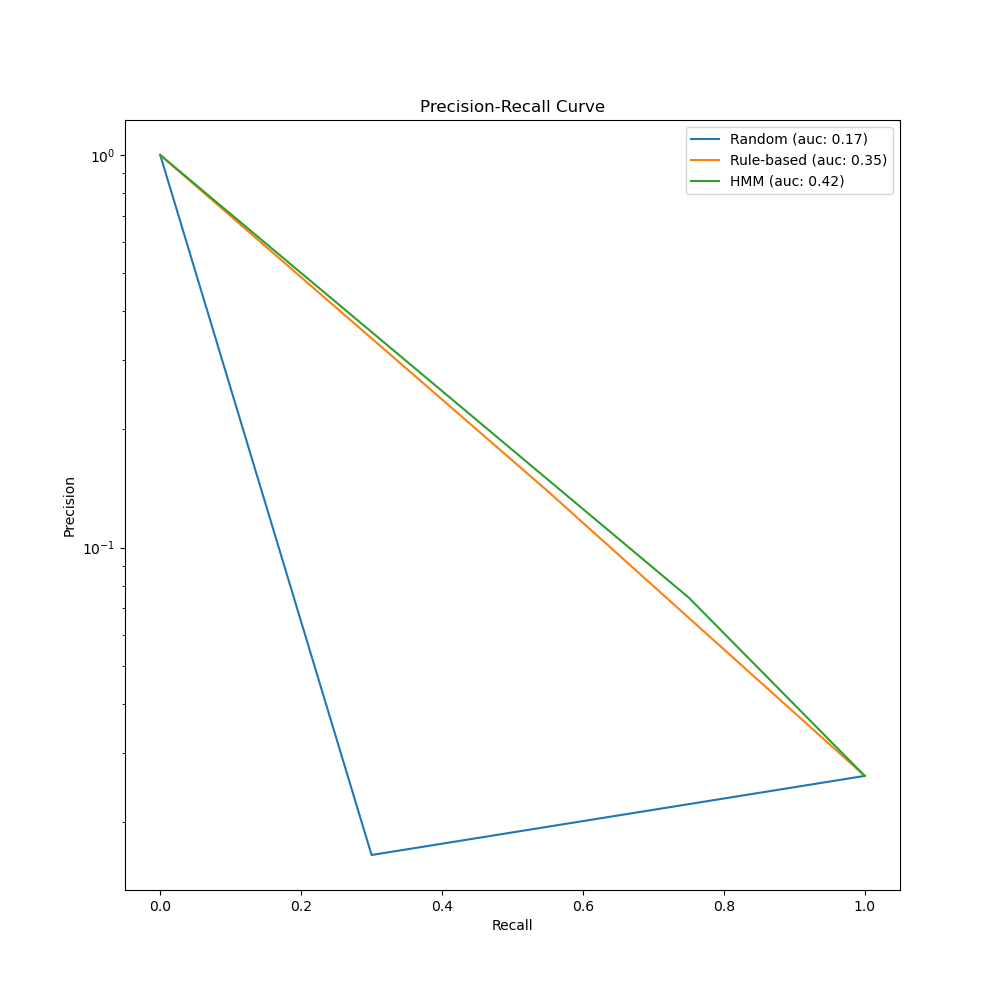 Precision-Recall Curve
Random (auc: 0.17)
Rule-based (auc: 0.35)
HMM (auc: 0.42)
10⁰
10⁻¹
Precision
0.0 0.2 0.4 0.6 0.8 1.0
Recall